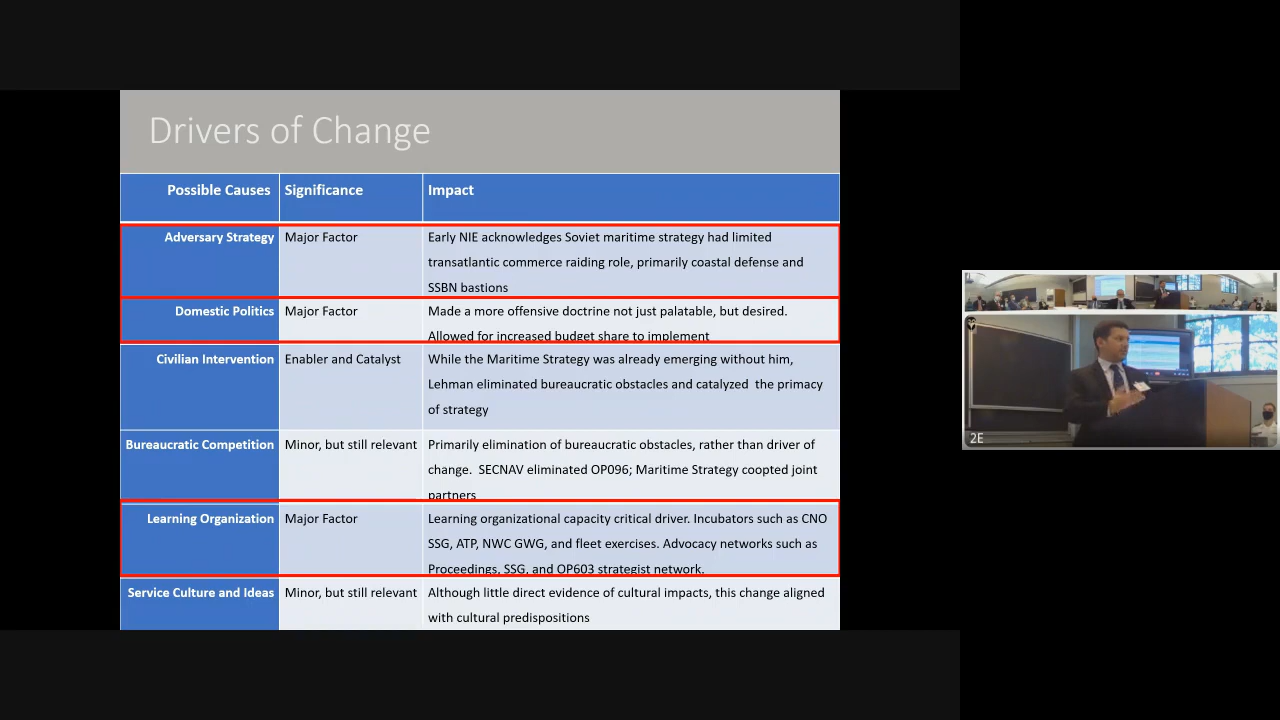 Drivers of Change
Possible Causes Significance Impact
Adversary Strategy Major Factor Early NIE acknowledges Soviet maritime strategy had limited
transatlantic commerce raiding role, primarily coastal defense and
SSBN bastions
Domestic Politics Major Factor Made a more offensive doctrine not just palatable, but desired.
Allowed for increased budget share to implement
Civilian Intervention Enabler and Catalyst While the Maritime Strategy was already emerging without him,
Lehman eliminated bureaucratic obstacles and catalyzed the primacy
of strategy
Bureaucratic Competition Minor, but still relevant Primarily elimination of bureaucratic obstacles, rather than driver of
change. SECNAV eliminated OP096; Maritime Strategy coopted joint
partners
Learning Organization Major Factor Learning organizational capacity critical driver. Incubators such as CNO
SSG, ATP, NWC GWG, and fleet exercises. Advocacy networks such as
Proceedings, SSG, and OP603 strategist network.
Service Culture and Ideas Minor, but still relevant Although little direct evidence of cultural impacts, this change aligned
with cultural predispositions
2E